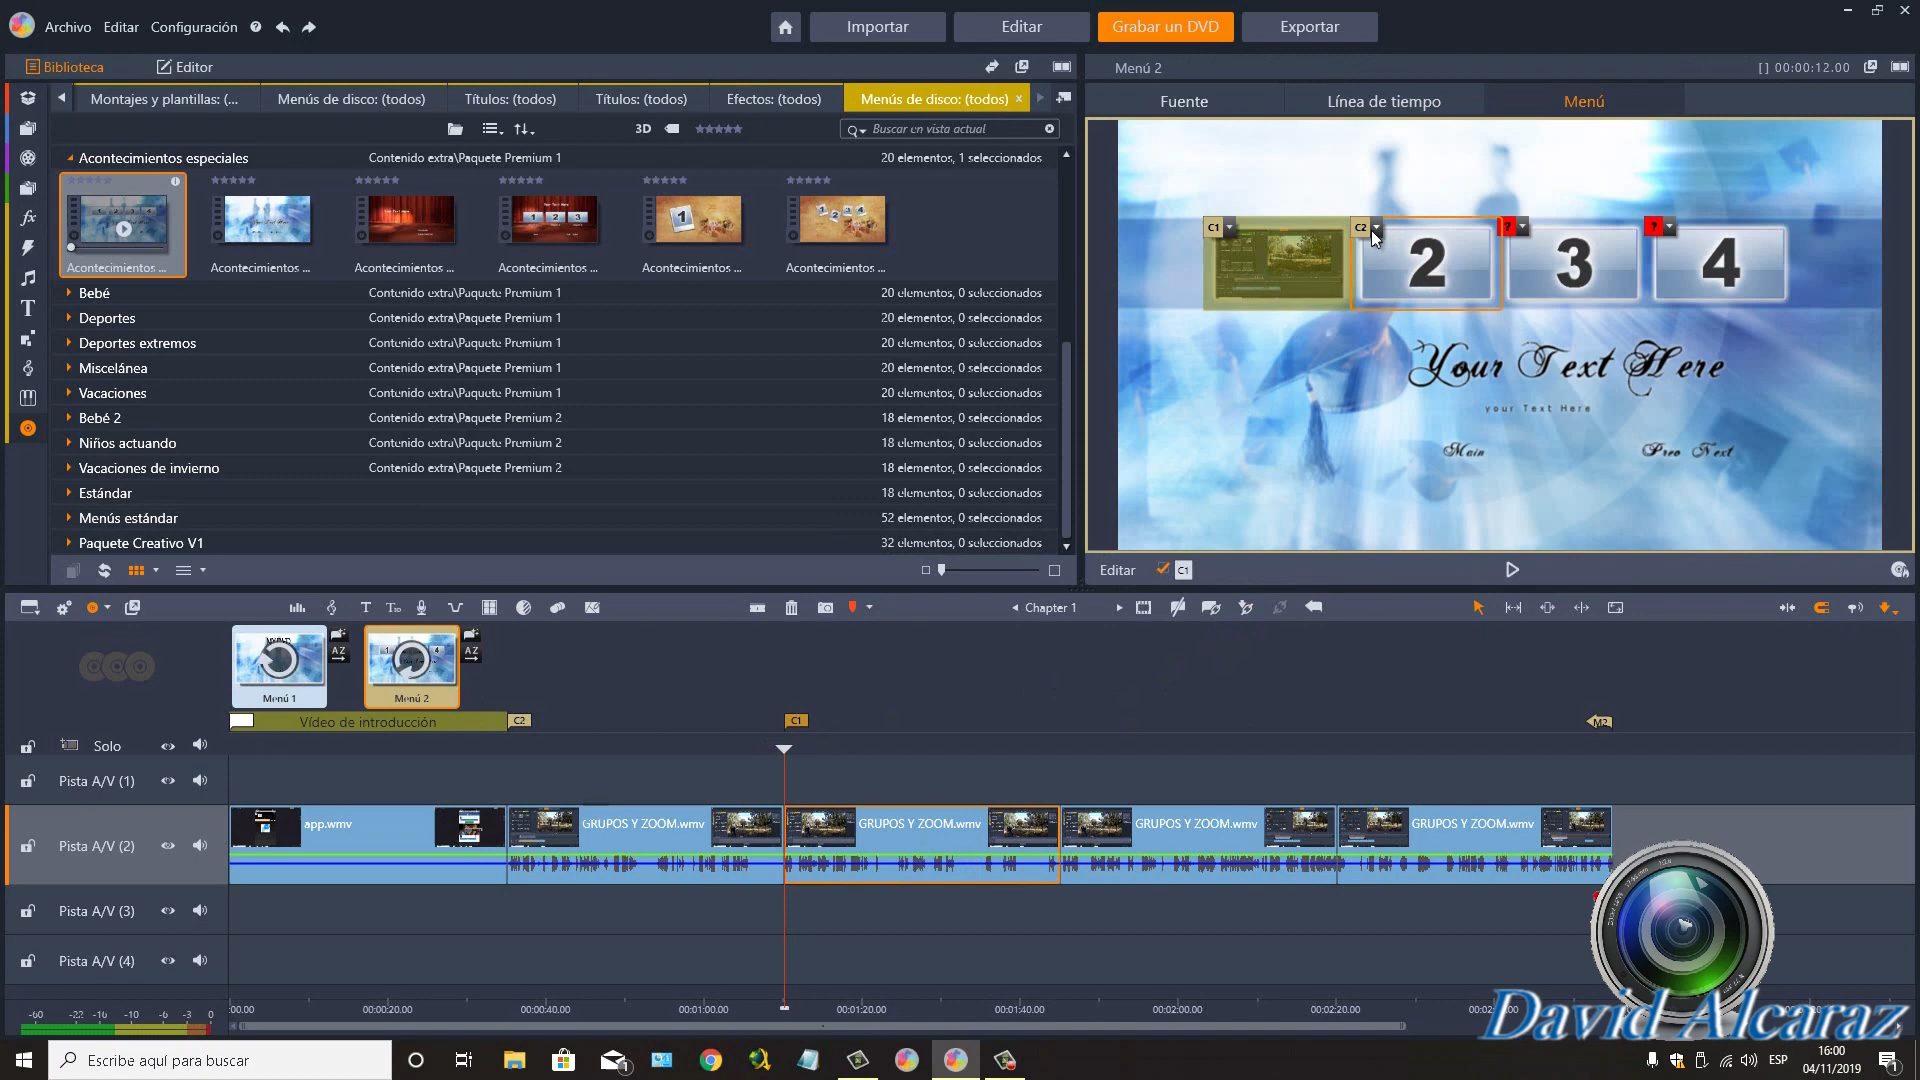 Archivo Editar Configuración
Importar Editar Grabar un DVD Exportar
Biblioteca Editor
Menú 2 [] 00:00:12.00
Montajes y plantillas: (... Menús de disco: (todos) Títulos: (todos) Títulos: (todos) Efectos: (todos) Menús de disco: (todos) x
Fuente Línea de tiempo Menú
3D Buscar en vista actual
Acontecimientos especiales Contenido extra\Paquete Premium 1 20 elementos, 1 seleccionados
Acontecimientos ... Acontecimientos ... Acontecimientos ... Acontecimientos ... Acontecimientos ... Acontecimientos ...
Bebé Contenido extra\Paquete Premium 1 20 elementos, 0 seleccionados
Deportes Contenido extra\Paquete Premium 1 20 elementos, 0 seleccionados
Deportes extremos Contenido extra\Paquete Premium 1 20 elementos, 0 seleccionados
Miscelánea Contenido extra\Paquete Premium 1 20 elementos, 0 seleccionados
Vacaciones Contenido extra\Paquete Premium 1 20 elementos, 0 seleccionados
Bebé 2 Contenido extra\Paquete Premium 2 18 elementos, 0 seleccionados
Niños actuando Contenido extra\Paquete Premium 2 18 elementos, 0 seleccionados
Vacaciones de invierno Contenido extra\Paquete Premium 2 18 elementos, 0 seleccionados
Estándar 18 elementos, 0 seleccionados
Menús estándar 52 elementos, 0 seleccionados
Paquete Creativo V1 32 elementos, 0 seleccionados
C1 C2 ? ?
2 3 4
Your Text Here
your Text Here
Main Prev Next
Editar C1
Chapter 1
AZ AZ
Menú 1 Menú 2
Vídeo de introducción C2 C1 M2
Solo
Pista A/V (1)
app.wmv GRUPOS Y ZOOM.wmv GRUPOS Y ZOOM.wmv GRUPOS Y ZOOM.wmv GRUPOS Y ZOOM.wmv
Pista A/V (2)
Pista A/V (3)
Pista A/V (4)
-60 -22 -16 -10 -6 -3 0
:00.00 00:00:20.00 00:00:40.00 00:01:00.00 00:01:20.00 00:01:40.00 00:02:00.00 00:02:20.00
David Alcaraz
Escribe aquí para buscar
ESP 16:00
04/11/2019